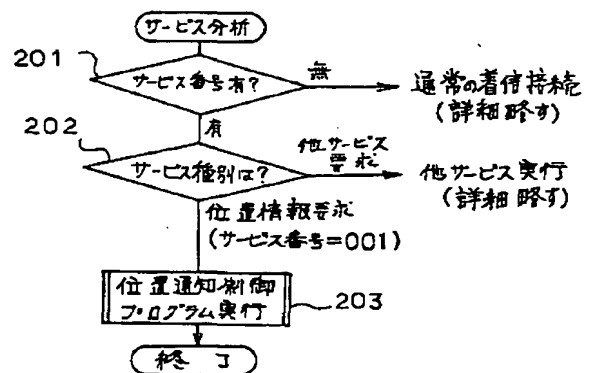 サービス分析
201
サービス番号有?
無
通常の着信接続
(詳細略す)
有
202
サービス種別は?
他サービス
要求
他サービス実行
(詳細略す)
位置情報要求
(サービス番号=001)
位置通知制御
プログラム実行
203
終了